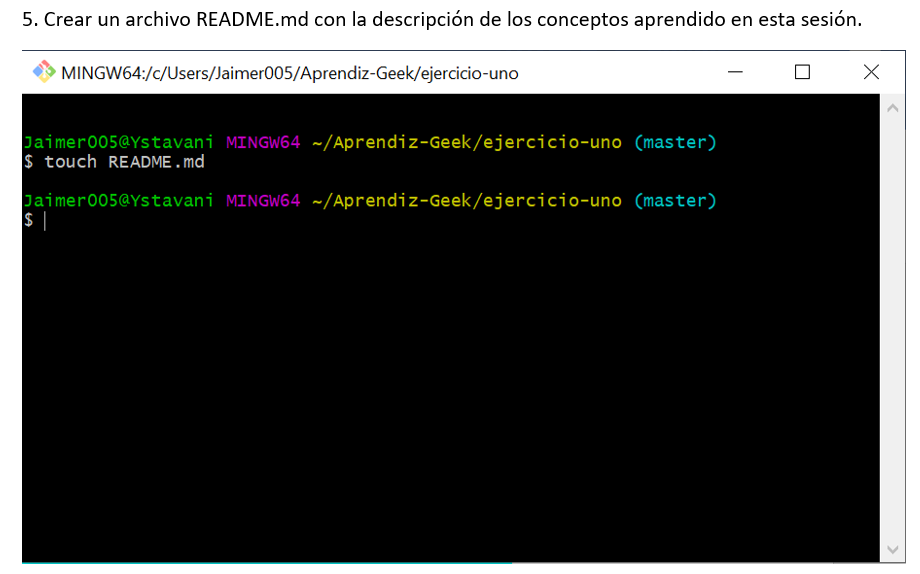 5. Crear un archivo README.md con la descripción de los conceptos aprendido en esta sesión.
MINGW64:/c/Users/Jaimer005/Aprendiz-Geek/ejercicio-uno
Jaimer005@Ystavani MINGW64 ~/Aprendiz-Geek/ejercicio-uno (master)
$ touch README.md
Jaimer005@Ystavani MINGW64 ~/Aprendiz-Geek/ejercicio-uno (master)
$